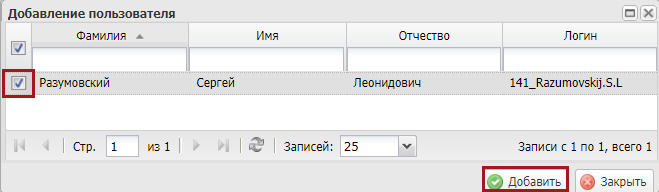 Добавление пользователя
Фамилия Имя Отчество Логин
Разумовский Сергей Леонидович 141_Razumovskij.S.L
Стр. 1 из 1 Записей: 25 Записи с 1 по 1, всего 1
Добавить Закрыть